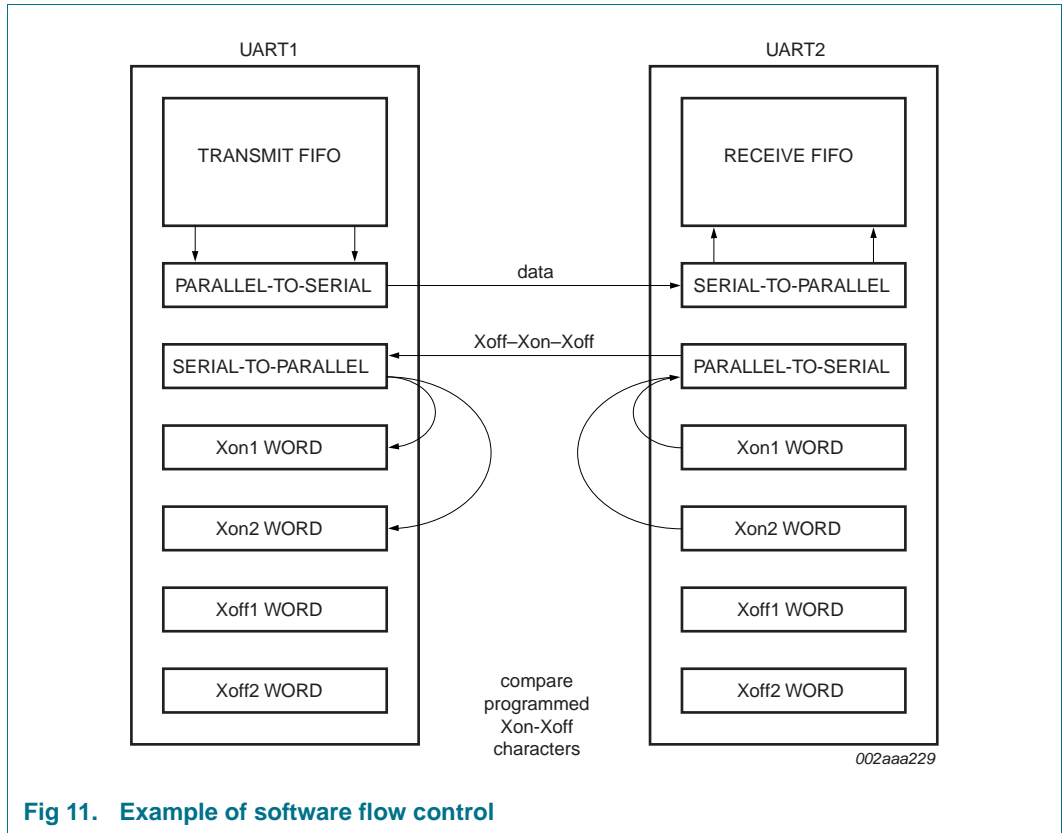 UART1
UART2
TRANSMIT FIFO
RECEIVE FIFO
PARALLEL-TO-SERIAL
data
SERIAL-TO-PARALLEL
Xoff–Xon–Xoff
SERIAL-TO-PARALLEL
PARALLEL-TO-SERIAL
Xon1 WORD
Xon1 WORD
Xon2 WORD
Xon2 WORD
Xoff1 WORD
Xoff1 WORD
Xoff2 WORD
Xoff2 WORD
compare
programmed
Xon-Xoff
characters
002aaa229
Fig 11. Example of software flow control